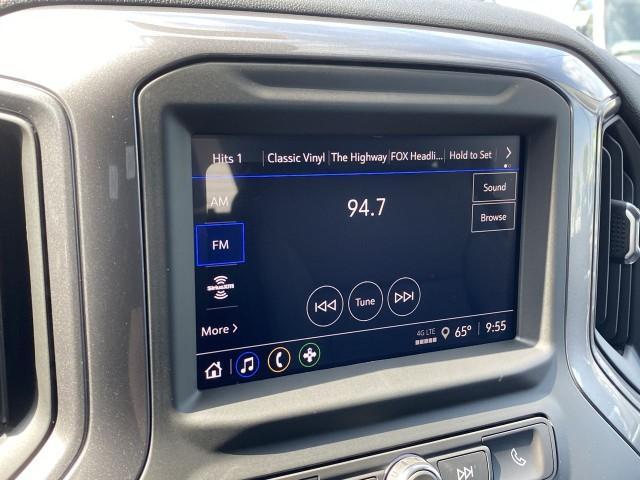 Hits 1 Classic Vinyl The Highway FOX Headli... Hold to Set
AM
94.7
Sound
FM
Browse
SiriusXM
Tune
More
4G LTE
65° 9:55